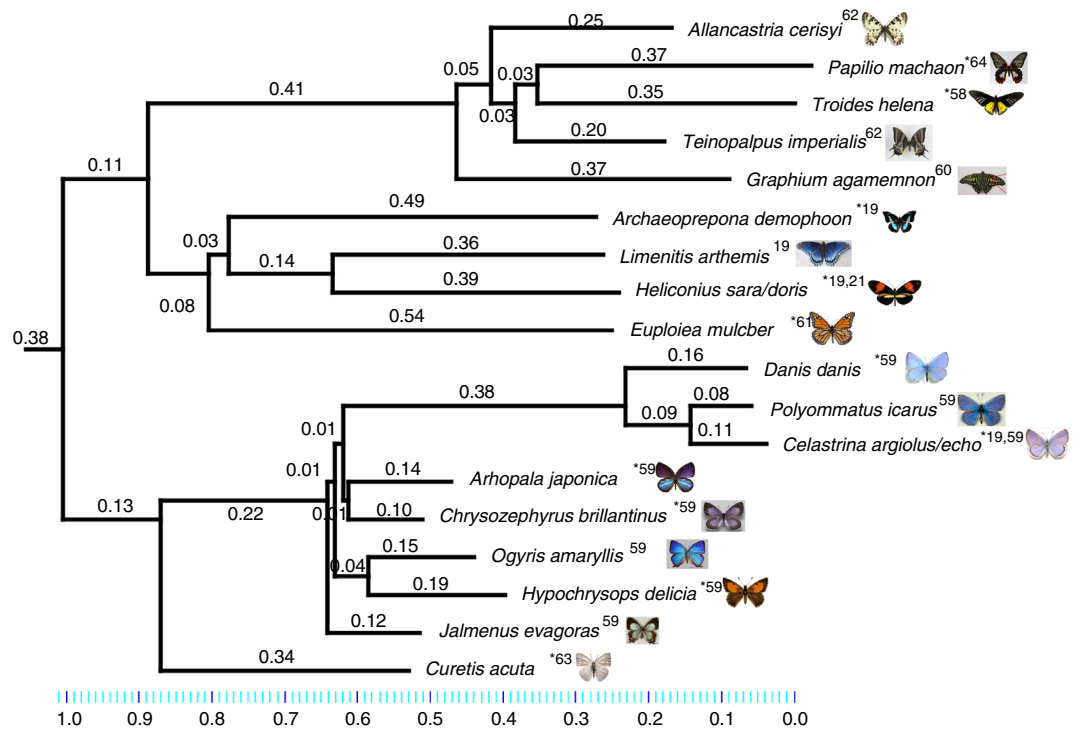 0.25
Allancastria cerisyi 62
0.37
Papilio machaon *64
0.05
0.03
0.41
0.35
Troides helena *58
0.03
0.20
Teinopalpus imperialis 62
0.11
0.37
Graphium agamemnon 60
0.49
Archaeoprepona demophoon *19
0.03
0.36
Limenitis arthemis 19
0.14
0.39
Heliconius sara/doris *19,21
0.08
0.54
Euploiea mulcber *61
0.38
0.16
Danis danis *59
0.38
0.08
Polyommatus icarus 59
0.09
0.11
Celastrina argiolus/echo *19,59
0.01
0.01
0.14
Arhopala japonica *59
0.13
0.22
0.01
0.10
Chrysozephyrus brillantinus *59
0.15
Ogyris amaryllis 59
0.04
0.19
Hypochrysops delicia *59
0.12
Jalmenus evagoras 59
0.34
Curetis acuta *63
1.0 0.9 0.8 0.7 0.6 0.5 0.4 0.3 0.2 0.1 0.0